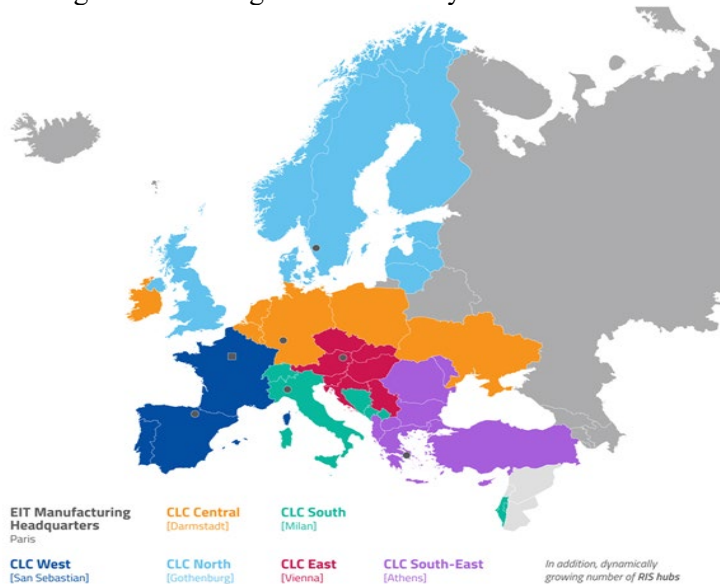 EIT Manufacturing
Headquarters
Paris
CLC Central
[Darmstadt]
CLC South
[Milan]
CLC West
[San Sebastian]
CLC North
[Gothenburg]
CLC East
[Vienna]
CLC South-East
[Athens]
In addition, dynamically
growing number of RIS hubs